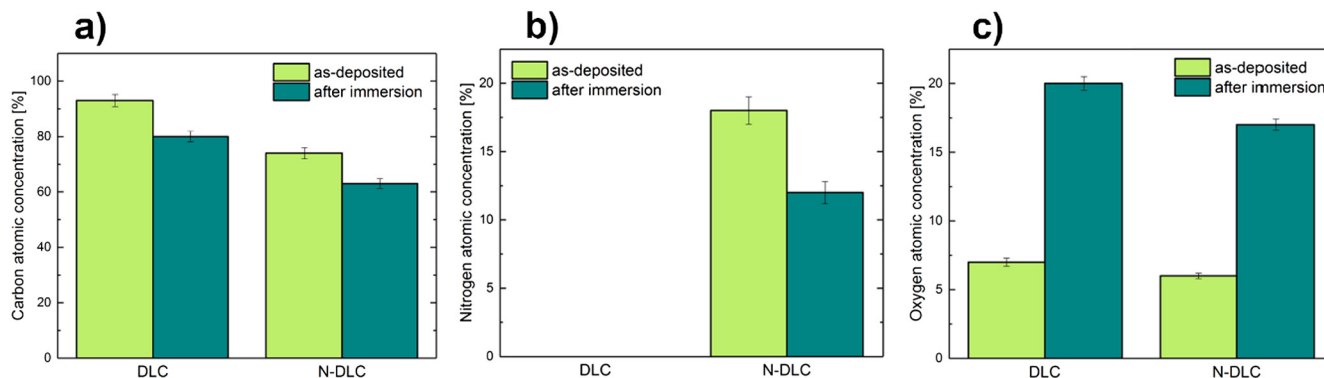 a)
Carbon atomic concentration [%]
100
80
60
40
20
0
as-deposited
after immersion
DLC
N-DLC
b)
Nitrogen atomic concentration [%]
20
15
10
5
0
as-deposited
after immersion
DLC
N-DLC
c)
Oxygen atomic concentration [%]
20
15
10
5
0
as-deposited
after immersion
DLC
N-DLC